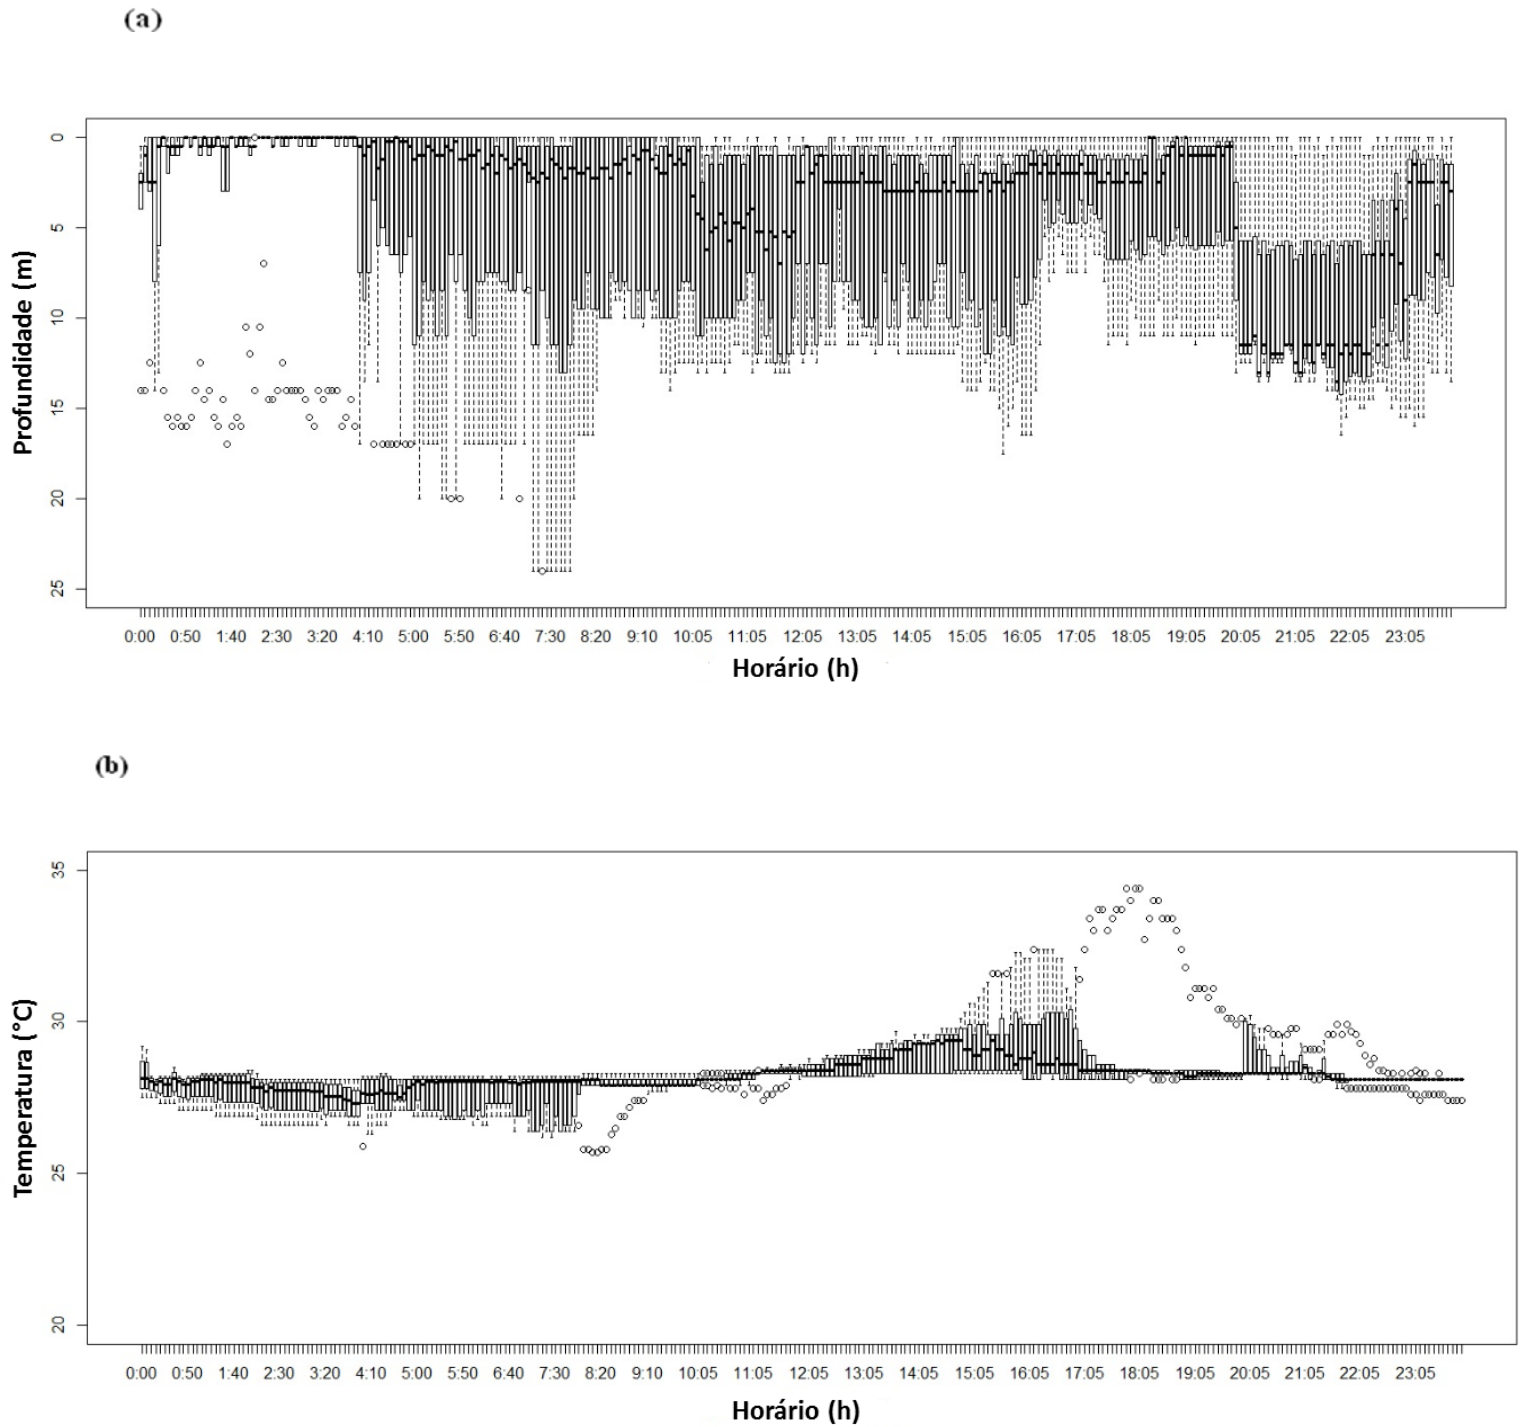 (a)
Profundidade (m)
0
5
10
15
20
25
0:00 0:50 1:40 2:30 3:20 4:10 5:00 5:50 6:40 7:30 8:20 9:10 10:05 11:05 12:05 13:05 14:05 15:05 16:05 17:05 18:05 19:05 20:05 21:05 22:05 23:05
Horário (h)
(b)
Temperatura (°C)
35
30
25
20
0:00 0:50 1:40 2:30 3:20 4:10 5:00 5:50 6:40 7:30 8:20 9:10 10:05 11:05 12:05 13:05 14:05 15:05 16:05 17:05 18:05 19:05 20:05 21:05 22:05 23:05
Horário (h)